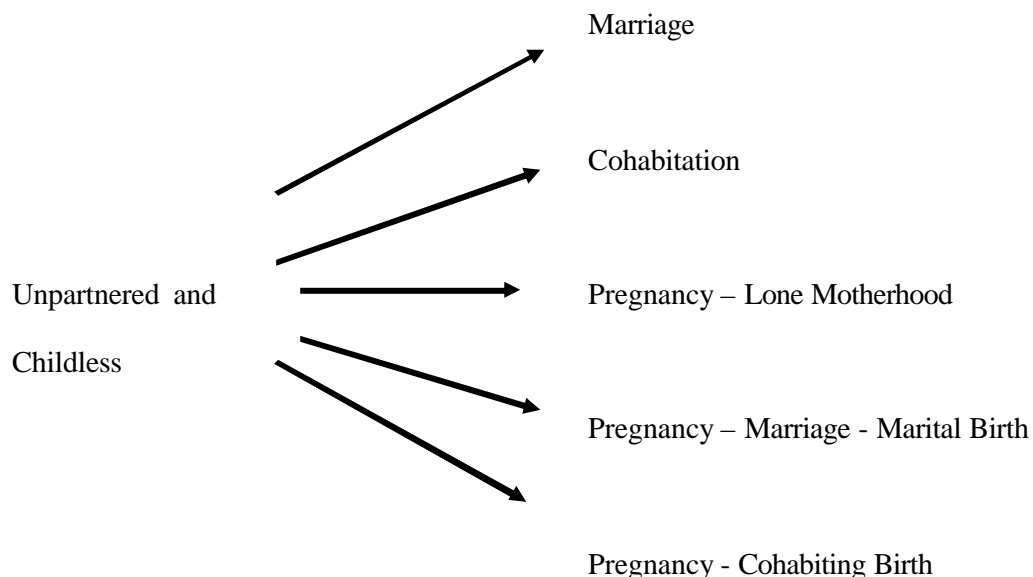 Marriage
Cohabitation
Unpartnered and
Pregnancy – Lone Motherhood
Childless
Pregnancy – Marriage - Marital Birth
Pregnancy - Cohabiting Birth